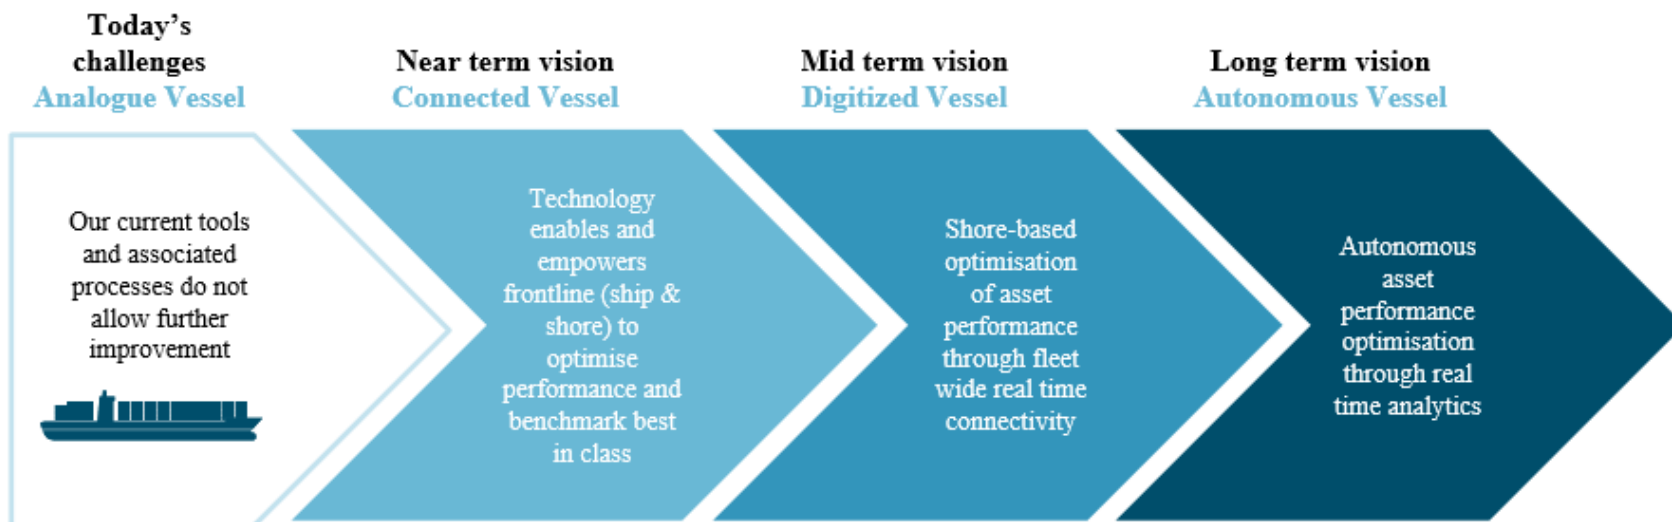 Today's
challenges
Analogue Vessel
Near term vision
Connected Vessel
Mid term vision
Digitized Vessel
Long term vision
Autonomous Vessel
Our current tools
and associated
processes do not
allow further
improvement
Technology
enables and
empowers
frontline (ship &
shore) to
optimise
performance and
benchmark best
in class
Shore-based
optimisation
of asset
performance
through fleet
wide real time
connectivity
Autonomous
asset
performance
optimisation
through real
time analytics